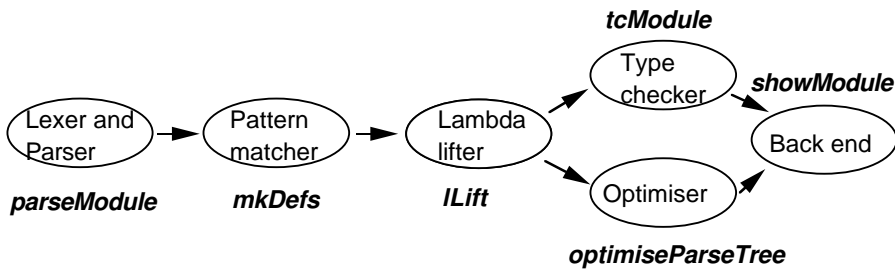 tcModule
Type
checker
showModule
Lexer and
Parser
Pattern
matcher
Lambda
lifter
Back end
parseModule
mkDefs
lLift
Optimiser
optimiseParseTree